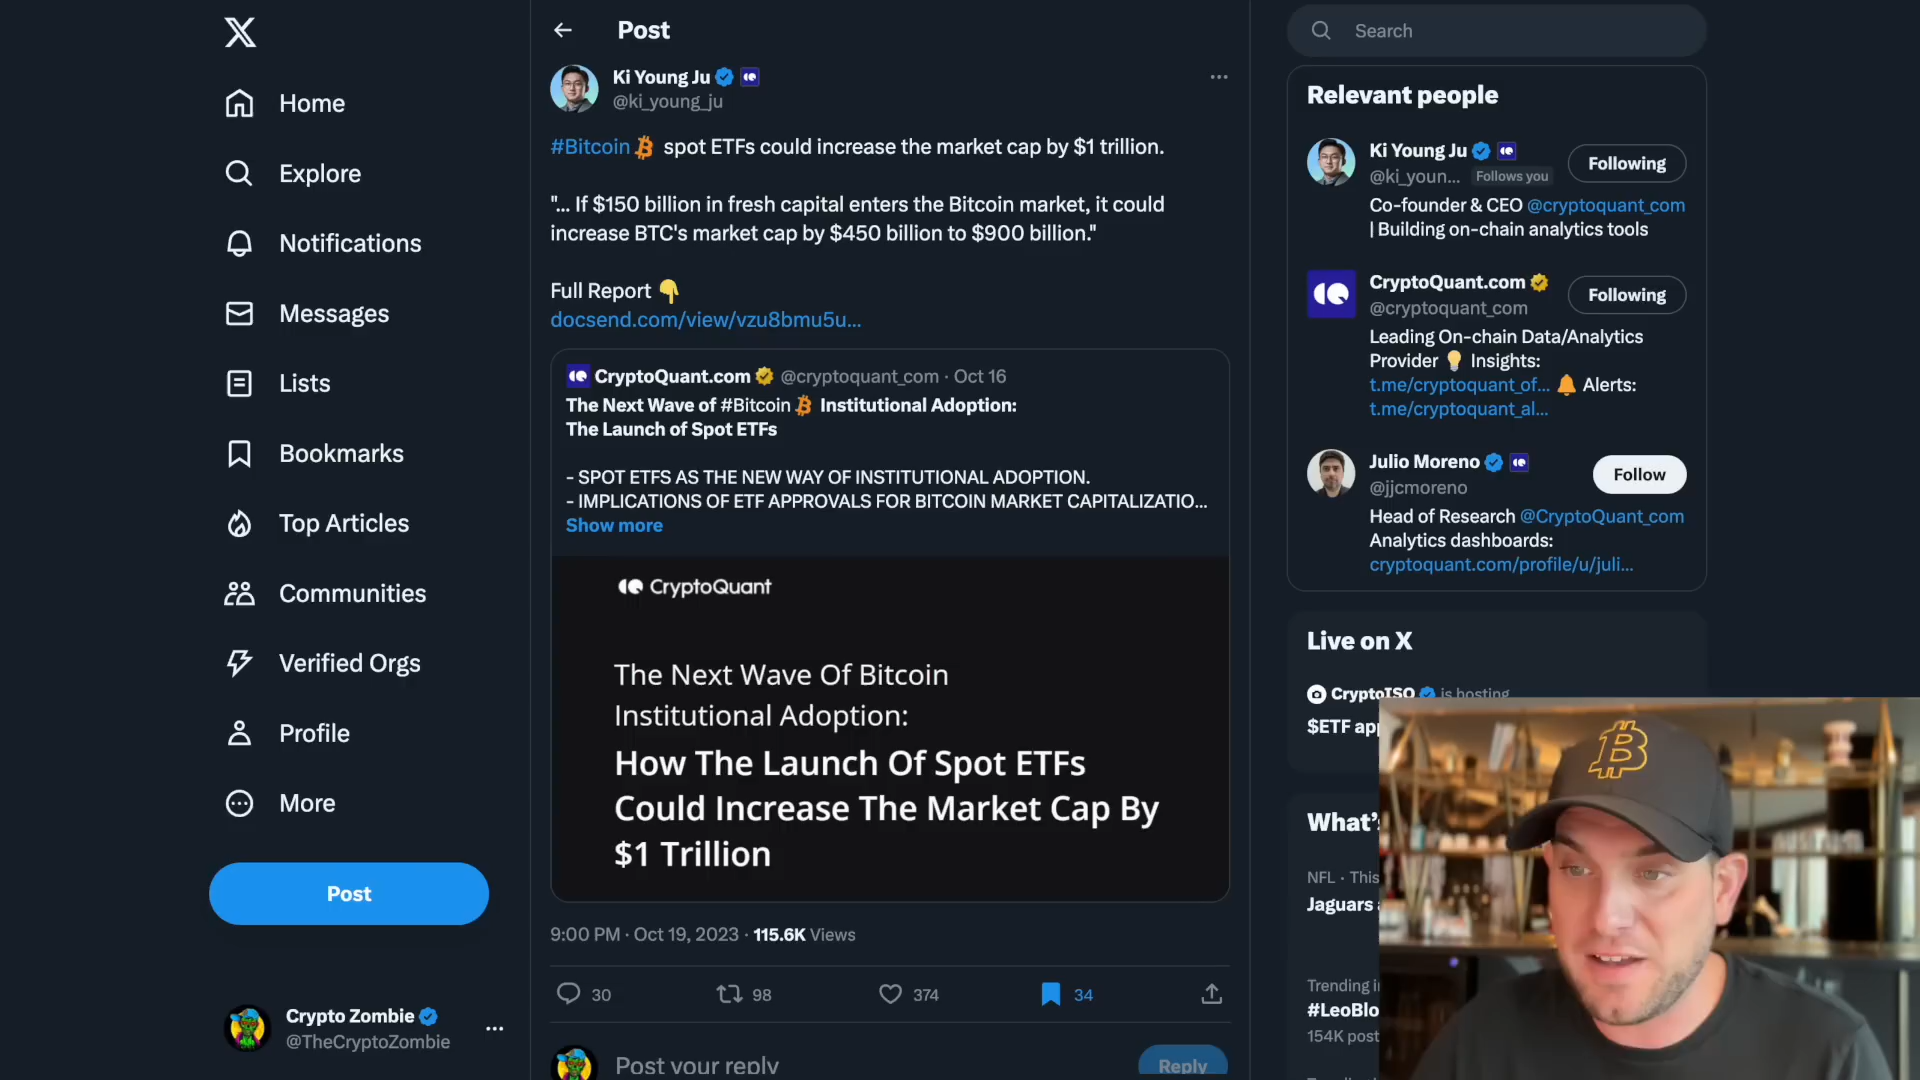 Home
Explore
Notifications
Messages
Lists
Bookmarks
Top Articles
Communities
Verified Orgs
Profile
More
Post
Crypto Zombie
@TheCryptoZombie
Post
Ki Young Ju
@ki_young_ju
#Bitcoin spot ETFs could increase the market cap by $1 trillion.
"... If $150 billion in fresh capital enters the Bitcoin market, it could
increase BTC's market cap by $450 billion to $900 billion."
Full Report 👇
docsend.com/view/vzu8bmu5u...
CryptoQuant.com @cryptoquant_com · Oct 16
The Next Wave of #Bitcoin Institutional Adoption:
The Launch of Spot ETFs
- SPOT ETFS AS THE NEW WAY OF INSTITUTIONAL ADOPTION.
- IMPLICATIONS OF ETF APPROVALS FOR BITCOIN MARKET CAPITALIZATIO...
Show more
CryptoQuant
The Next Wave Of Bitcoin
Institutional Adoption:
How The Launch Of Spot ETFs
Could Increase The Market Cap By
$1 Trillion
9:00 PM · Oct 19, 2023 · 115.6K Views
30 98 374 34
Post your reply
Reply
Search
Relevant people
Ki Young Ju
@ki_youn... Follows you
Following
Co-founder & CEO @cryptoquant_com
| Building on-chain analytics tools
CryptoQuant.com
@cryptoquant_com
Following
Leading On-chain Data/Analytics
Provider 💡 Insights:
t.me/cryptoquant_of... 🔔 Alerts:
t.me/cryptoquant_al...
Julio Moreno
@jjcmoreno
Follow
Head of Research @CryptoQuant_com
Analytics dashboards:
cryptoquant.com/profile/u/juli...
Live on X
CryptoISO is hosting
$ETF app
What's
NFL · This
Jaguars
Trending i
#LeoBlo
154K post